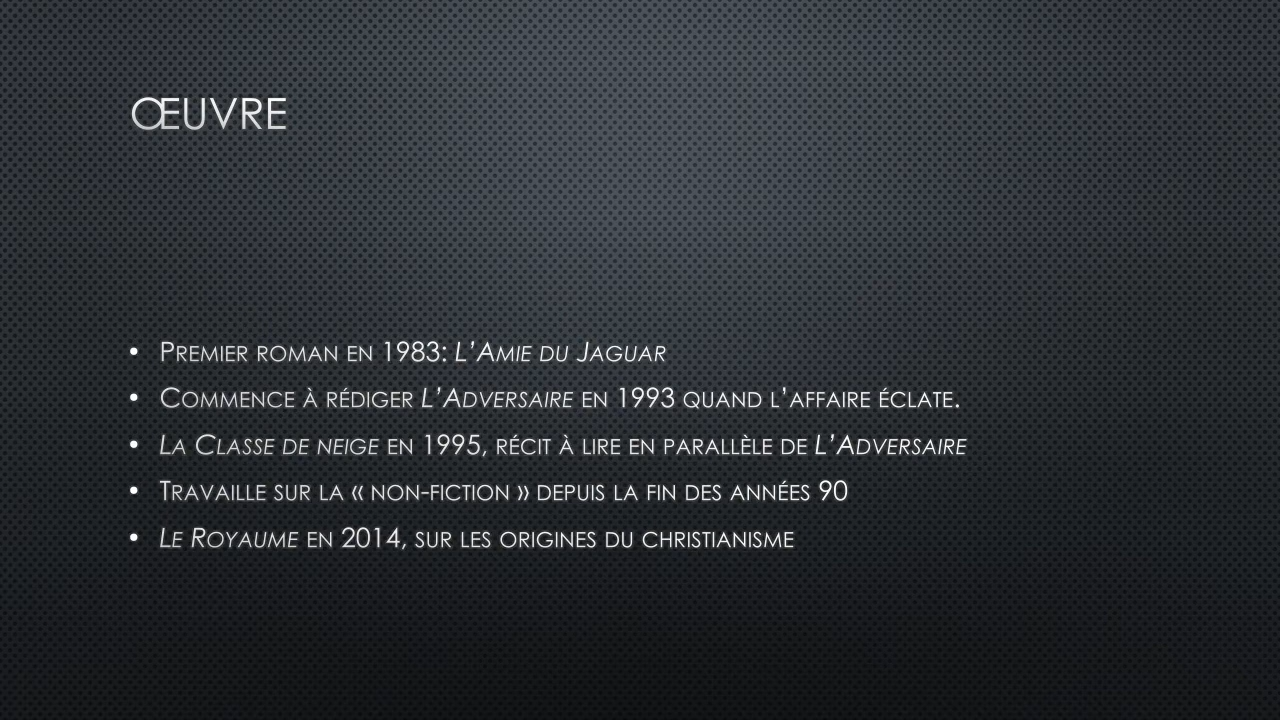 ŒUVRE
• Premier roman en 1983: L’Amie du Jaguar
• Commence à rédiger L’Adversaire en 1993 quand l’affaire éclate.
• La Classe de neige en 1995, récit à lire en parallèle de L’Adversaire
• Travaille sur la « non-fiction » depuis la fin des années 90
• Le Royaume en 2014, sur les origines du christianisme